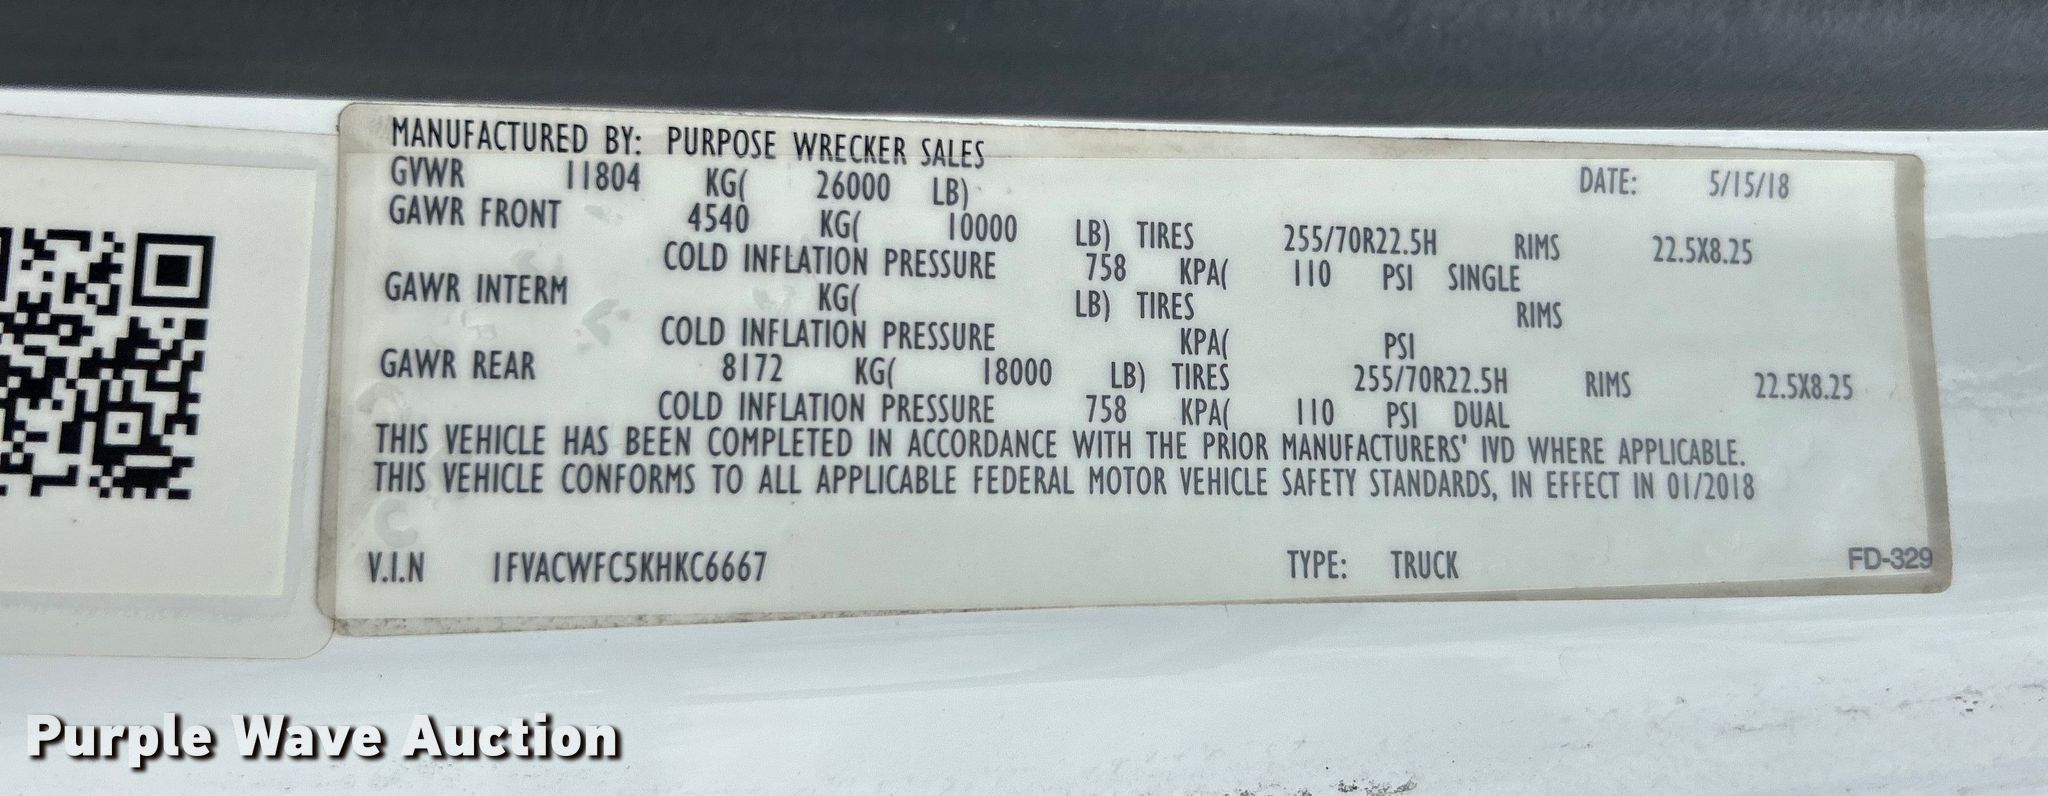 MANUFACTURED BY: PURPOSE WRECKER SALES
GVWR 11804 KG( 26000 LB) DATE: 5/15/18
GAWR FRONT 4540 KG( 10000 LB) TIRES 255/70R22.5H RIMS 22.5X8.25
COLD INFLATION PRESSURE 758 KPA( 110 PSI SINGLE
GAWR INTERM KG( LB) TIRES RIMS
COLD INFLATION PRESSURE KPA( PSI
GAWR REAR 8172 KG( 18000 LB) TIRES 255/70R22.5H RIMS 22.5X8.25
COLD INFLATION PRESSURE 758 KPA( 110 PSI DUAL
THIS VEHICLE HAS BEEN COMPLETED IN ACCORDANCE WITH THE PRIOR MANUFACTURERS' IVD WHERE APPLICABLE.
THIS VEHICLE CONFORMS TO ALL APPLICABLE FEDERAL MOTOR VEHICLE SAFETY STANDARDS, IN EFFECT IN 01/2018
V.I.N 1FVACWFC5KHKC6667 TYPE: TRUCK FD-329
Purple Wave Auction